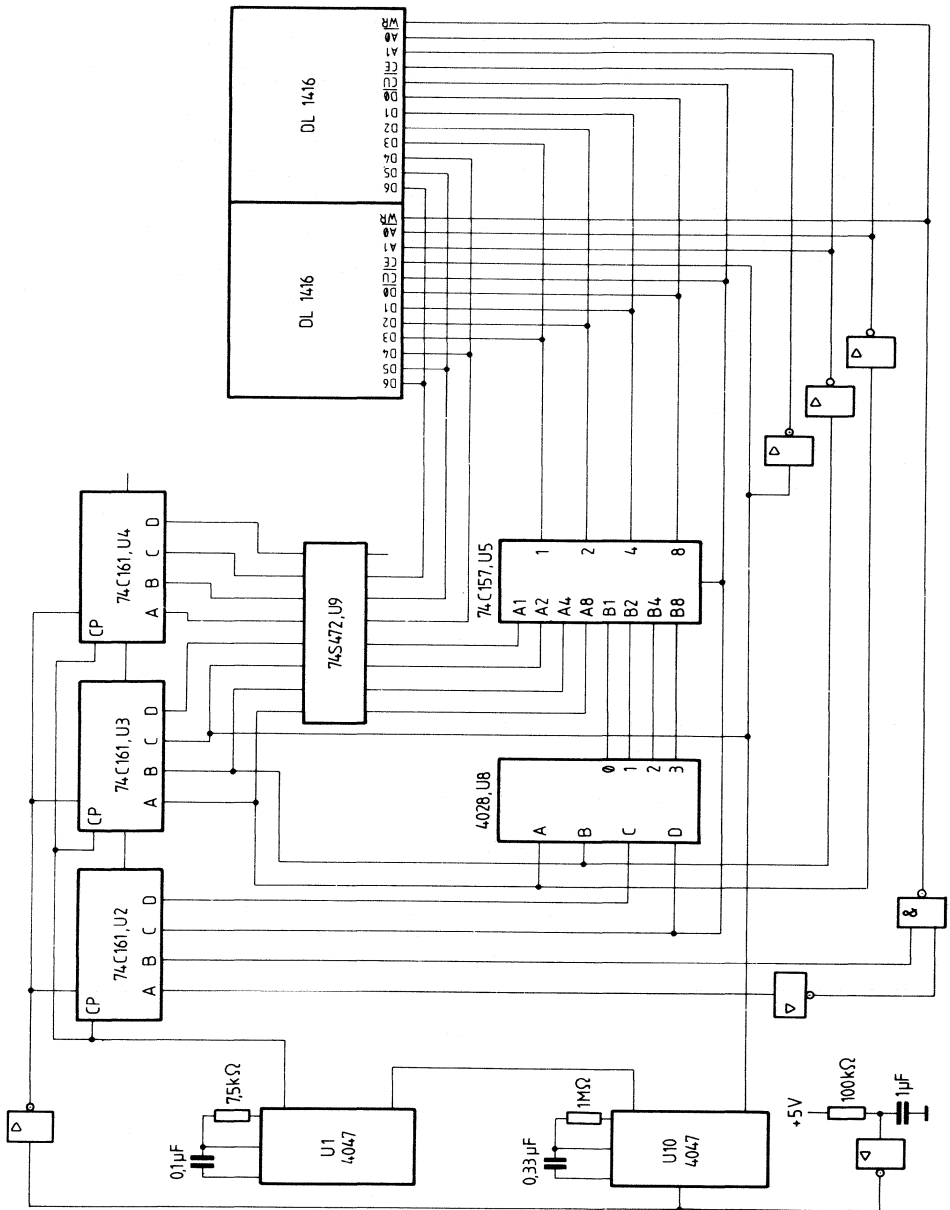 DL 1416
WR
A0
A1
CE
CU
D0
D1
D2
D3
D4
D5
D6
DL 1416
WR
A0
A1
CE
CU
D0
D1
D2
D3
D4
D5
D6
74C161,U4
CP
A B C D
74C161,U3
CP
A B C D
74C161,U2
CP
A B C D
74S472,U9
74C157,U5
A1
A2
A4
A8
B1
B2
B4
B8
1
2
4
8
4028,U8
A
B
C
D
0
1
2
3
&
0,1µF
7,5kΩ
U1
4047
0,33µF
1MΩ
U10
4047
+5V
100kΩ
1µF